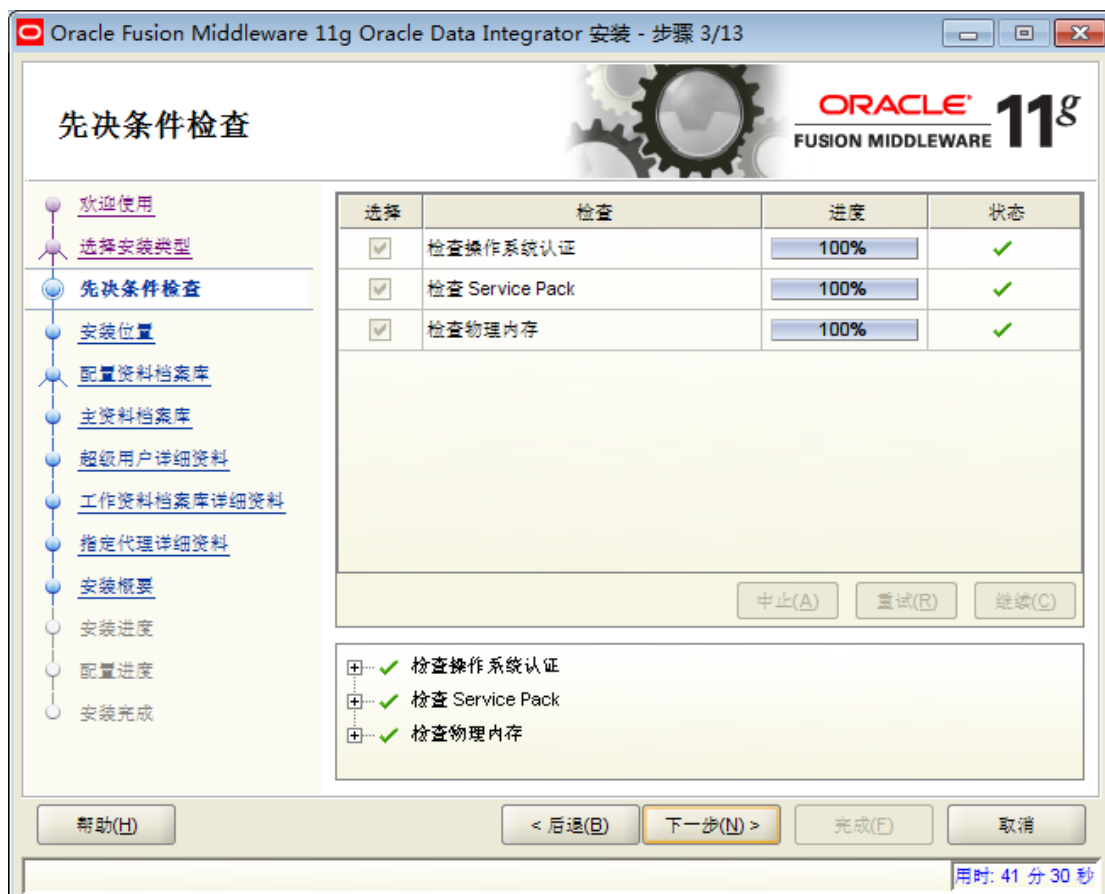 Oracle Fusion Middleware 11g Oracle Data Integrator 安装 - 步骤 3/13
先决条件检查
ORACLE
FUSION MIDDLEWARE 11g
欢迎使用
选择安装类型
先决条件检查
安装位置
配置资料档案库
主资料档案库
超级用户详细资料
工作资料档案库详细资料
指定代理详细资料
安装概要
安装进度
配置进度
安装完成
选择 检查 进度 状态
检查操作系统认证 100%
检查 Service Pack 100%
检查物理内存 100%
中止(A) 重试(R) 继续(C)
检查操作系统认证
检查 Service Pack
检查物理内存
帮助(H) < 后退(B) 下一步(N) > 完成(F) 取消
用时: 41 分 30 秒